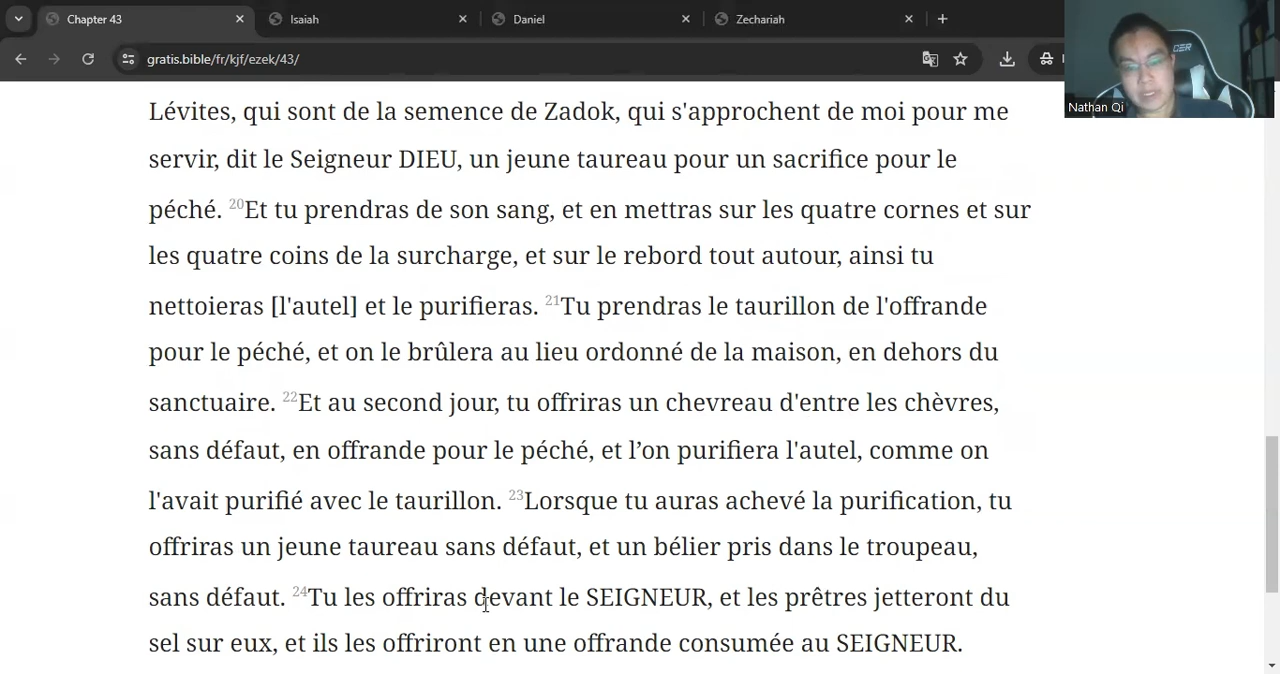 Chapter 43
Isaiah
Daniel
Zechariah
gratis.bible/fr/kjf/ezek/43/
CER
Nathan Qi
Lévites, qui sont de la semence de Zadok, qui s'approchent de moi pour me
servir, dit le Seigneur DIEU, un jeune taureau pour un sacrifice pour le
péché. 20Et tu prendras de son sang, et en mettras sur les quatre cornes et sur
les quatre coins de la surcharge, et sur le rebord tout autour, ainsi tu
nettoieras [l'autel] et le purifieras. 21Tu prendras le taurillon de l'offrande
pour le péché, et on le brûlera au lieu ordonné de la maison, en dehors du
sanctuaire. 22Et au second jour, tu offriras un chevreau d'entre les chèvres,
sans défaut, en offrande pour le péché, et l’on purifiera l'autel, comme on
l'avait purifié avec le taurillon. 23Lorsque tu auras achevé la purification, tu
offriras un jeune taureau sans défaut, et un bélier pris dans le troupeau,
sans défaut. 24Tu les offriras devant le SEIGNEUR, et les prêtres jetteront du
sel sur eux, et ils les offriront en une offrande consumée au SEIGNEUR.